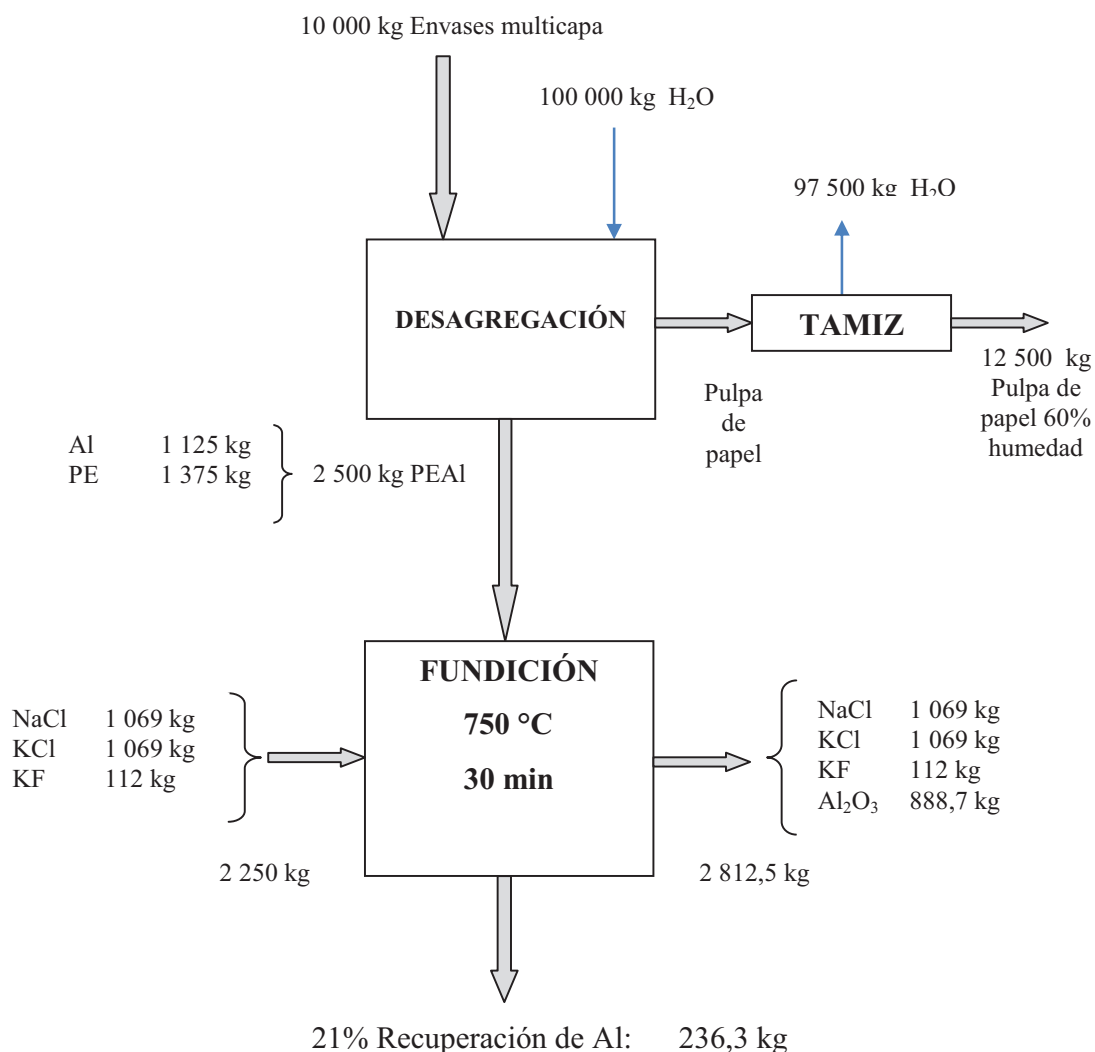 10 000 kg Envases multicapa
100 000 kg H₂O
97 500 kg H₂O
DESAGREGACIÓN
TAMIZ
12 500 kg
Pulpa de
papel 60%
humedad
Pulpa
de
papel
Al 1 125 kg
PE 1 375 kg
2 500 kg PEAl
FUNDICIÓN
750 °C
30 min
NaCl 1 069 kg
KCl 1 069 kg
KF 112 kg
2 250 kg
NaCl 1 069 kg
KCl 1 069 kg
KF 112 kg
Al₂O₃ 888,7 kg
2 812,5 kg
21% Recuperación de Al: 236,3 kg